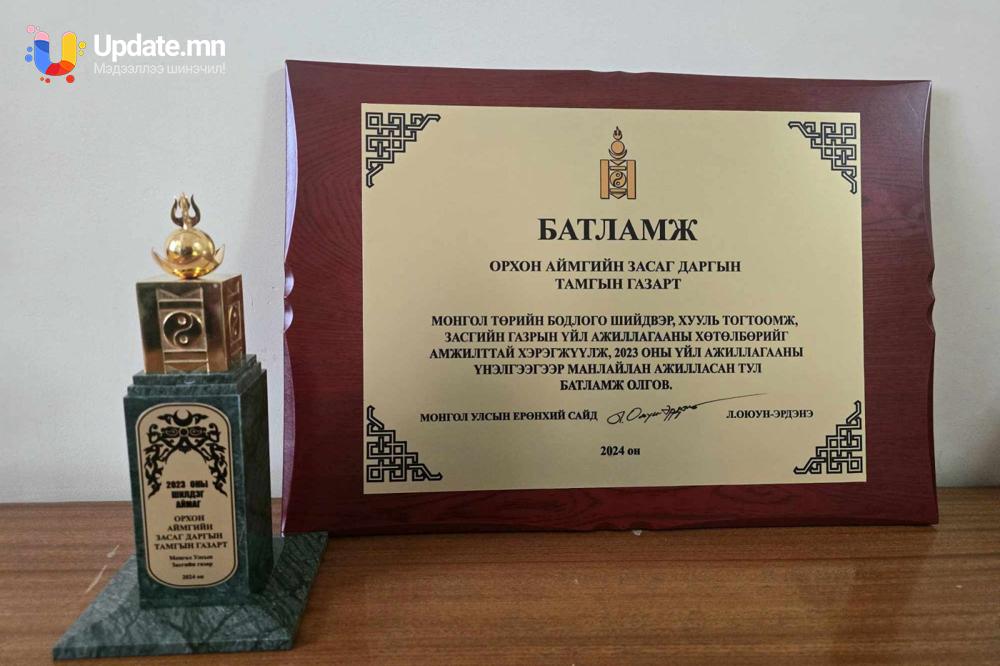 Update.mn
Мэдээллээ шинэчил!
БАТЛАМЖ
ОРХОН АЙМГИЙН ЗАСАГ ДАРГЫН
ТАМГЫН ГАЗАРТ
МОНГОЛ ТӨРИЙН БОДЛОГО ШИЙДВЭР, ХУУЛЬ ТОГТООМЖ,
ЗАСГИЙН ГАЗРЫН ҮЙЛ АЖИЛЛАГААНЫ ХӨТӨЛБӨРИЙГ
АМЖИЛТТАЙ ХЭРЭГЖҮҮЛЖ, 2023 ОНЫ ҮЙЛ АЖИЛЛАГААНЫ
ҮНЭЛГЭЭГЭЭР МАНЛАЙЛАН АЖИЛЛАСАН ТУЛ
БАТЛАМЖ ОЛГОВ.
МОНГОЛ УЛСЫН ЕРӨНХИЙ САЙД Л.Оюун-Эрдэнэ Л.ОЮУН-ЭРДЭНЭ
2024 он
2023 ОНЫ
ШИЛДЭГ
АЙМАГ
ОРХОН
АЙМГИЙН
ЗАСАГ ДАРГЫН
ТАМГЫН ГАЗАРТ
Монгол Улсын
Засгийн газар
2024 он